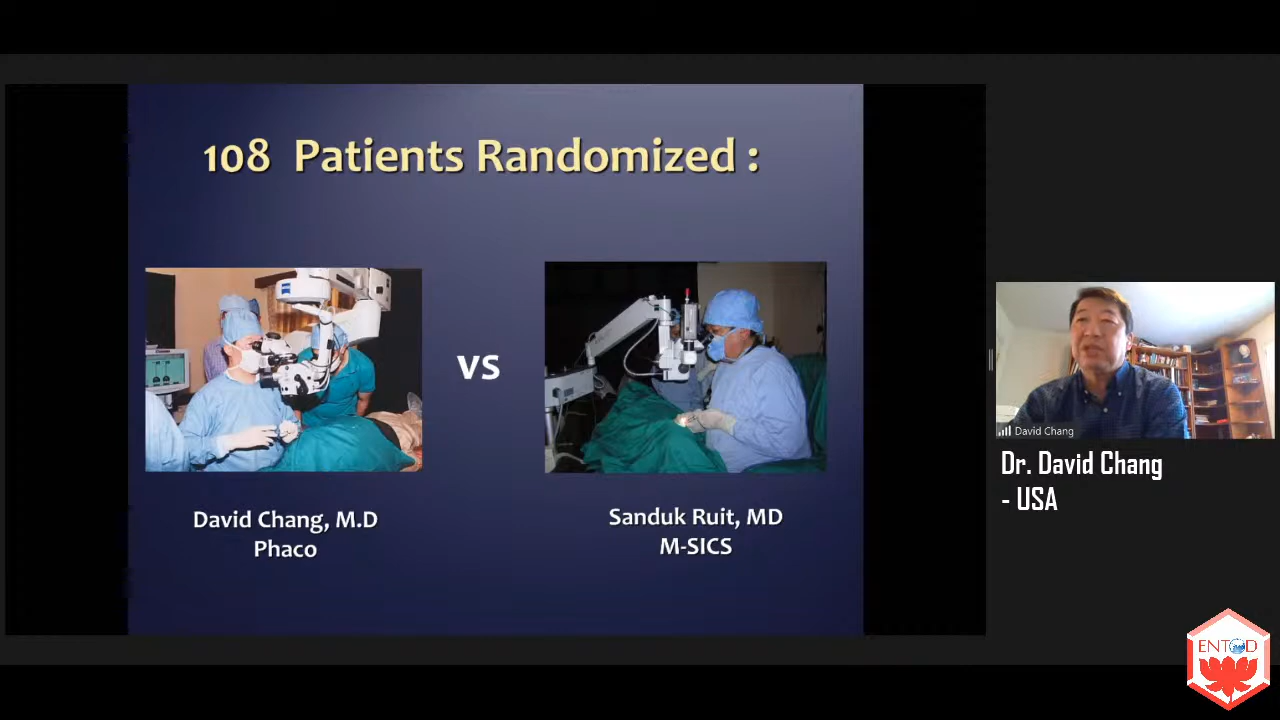 108 Patients Randomized :
vs
David Chang, M.D
Phaco
Sanduk Ruit, MD
M-SICS
David Chang
Dr. David Chang
- USA
ENTOD